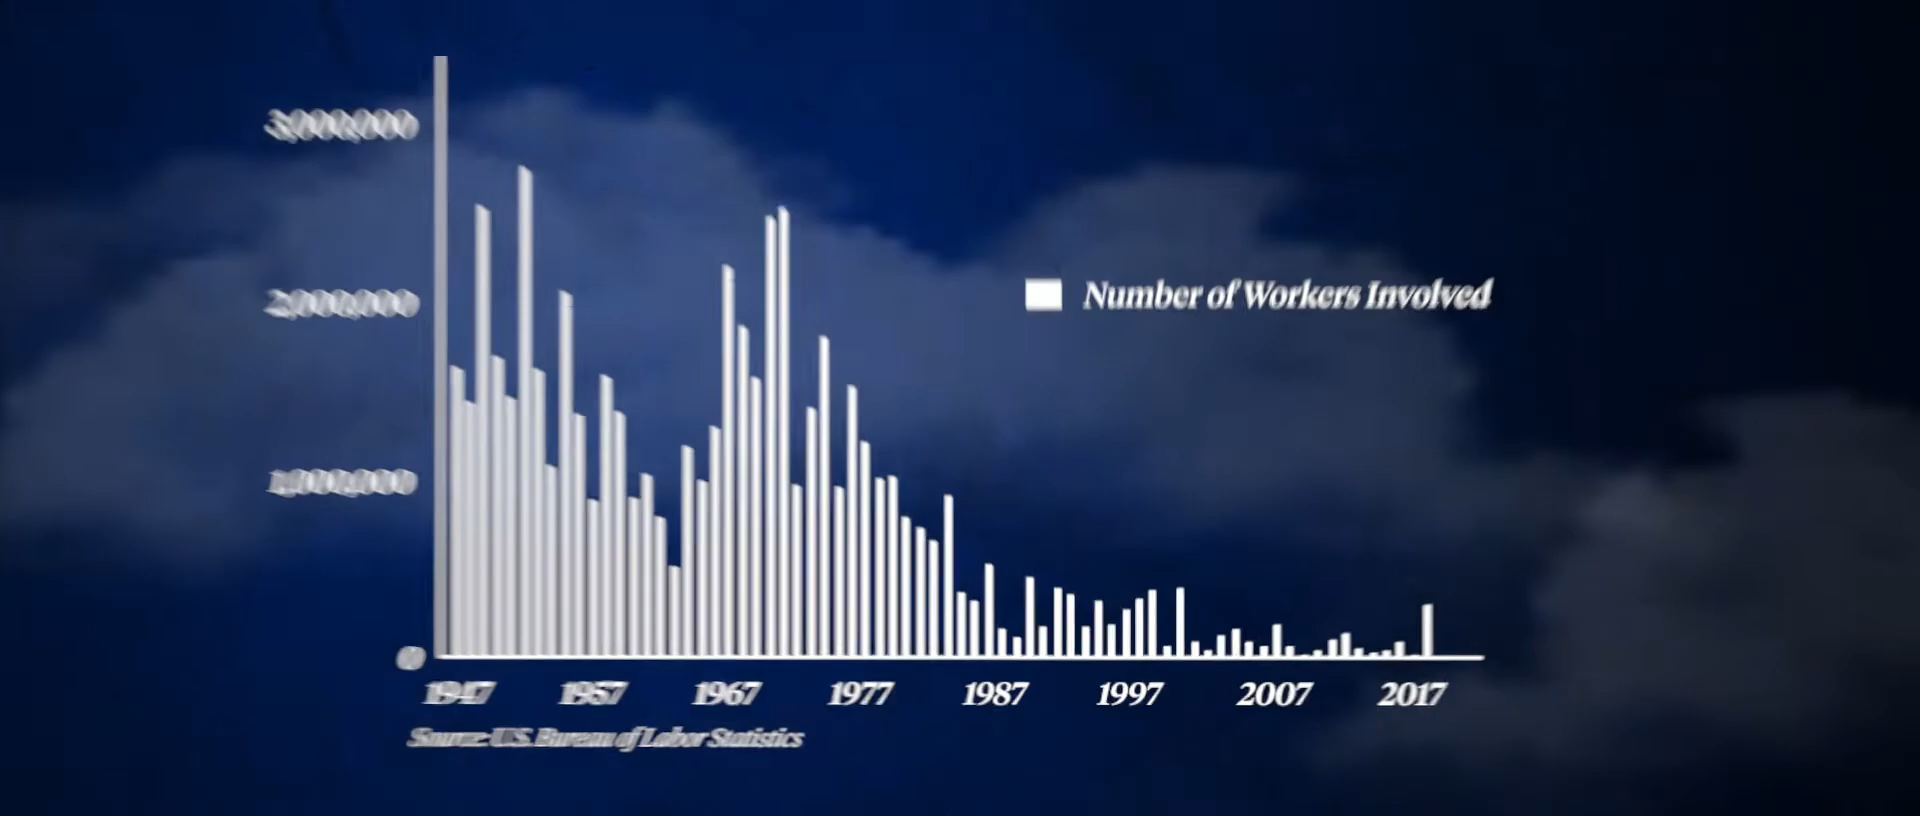 3,000,000
2,000,000
Number of Workers Involved
1,000,000
0
1947 1957 1967 1977 1987 1997 2007 2017
Source: U.S. Bureau of Labor Statistics